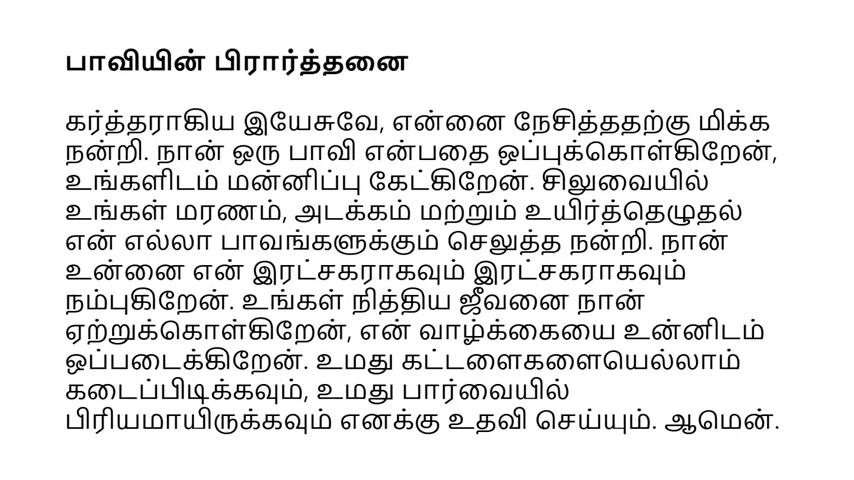 பாவியின் பிரார்த்தனை
கர்த்தராகிய இயேசுவே, என்னை நேசித்ததற்கு மிக்க
நன்றி. நான் ஒரு பாவி என்பதை ஒப்புக்கொள்கிறேன்,
உங்களிடம் மன்னிப்பு கேட்கிறேன். சிலுவையில்
உங்கள் மரணம், அடக்கம் மற்றும் உயிர்த்தெழுதல்
என் எல்லா பாவங்களுக்கும் செலுத்த நன்றி. நான்
உன்னை என் இரட்சகராகவும் இரட்சகராகவும்
நம்புகிறேன். உங்கள் நித்திய ஜீவனை நான்
ஏற்றுக்கொள்கிறேன், என் வாழ்க்கையை உன்னிடம்
ஒப்படைக்கிறேன். உமது கட்டளைகளையெல்லாம்
கடைப்பிடிக்கவும், உமது பார்வையில்
பிரியமாயிருக்கவும் எனக்கு உதவி செய்யும். ஆமென்.